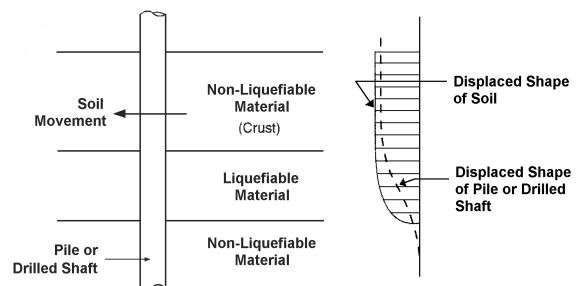 Non-Liquefiable
Material
(Crust)
Soil
Movement
Liquefiable
Material
Non-Liquefiable
Material
Pile or
Drilled Shaft
Displaced Shape
of Soil
Displaced Shape
of Pile or Drilled
Shaft